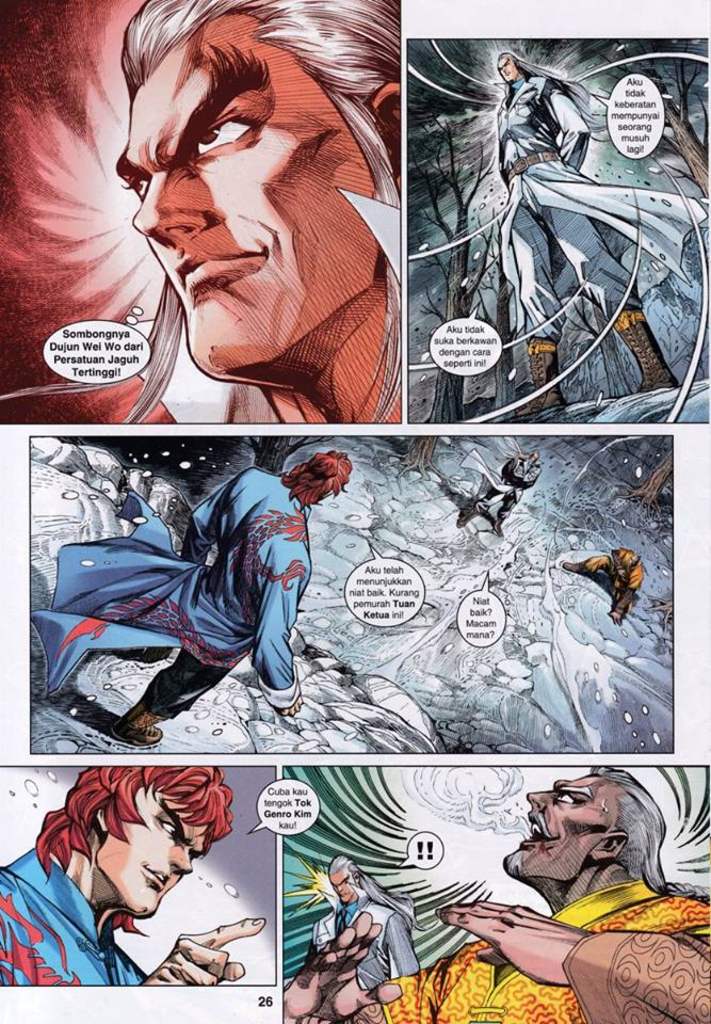 Sombongnya
Dujun Wei Wo dari
Persatuan Jaguh
Tertinggi!
Aku
tidak
keberatan
mempunyai
seorang
musuh
lagi!
Aku tidak
suka berkawan
dengan cara
seperti ini!
Aku telah
menunjukkan
niat baik. Kurang
pemurah Tuan
Ketua ini!
Niat
baik?
Macam
mana?
Cuba kau
tengok Tok
Genro Kim
kau!
!!
26